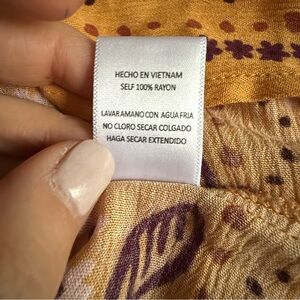 HECHO EN VIETNAM
SELF 100% RAYON
LAVAR AMANO CON AGUA FRIA
NO CLORO SECAR COLGADO
HAGA SECAR EXTENDIDO